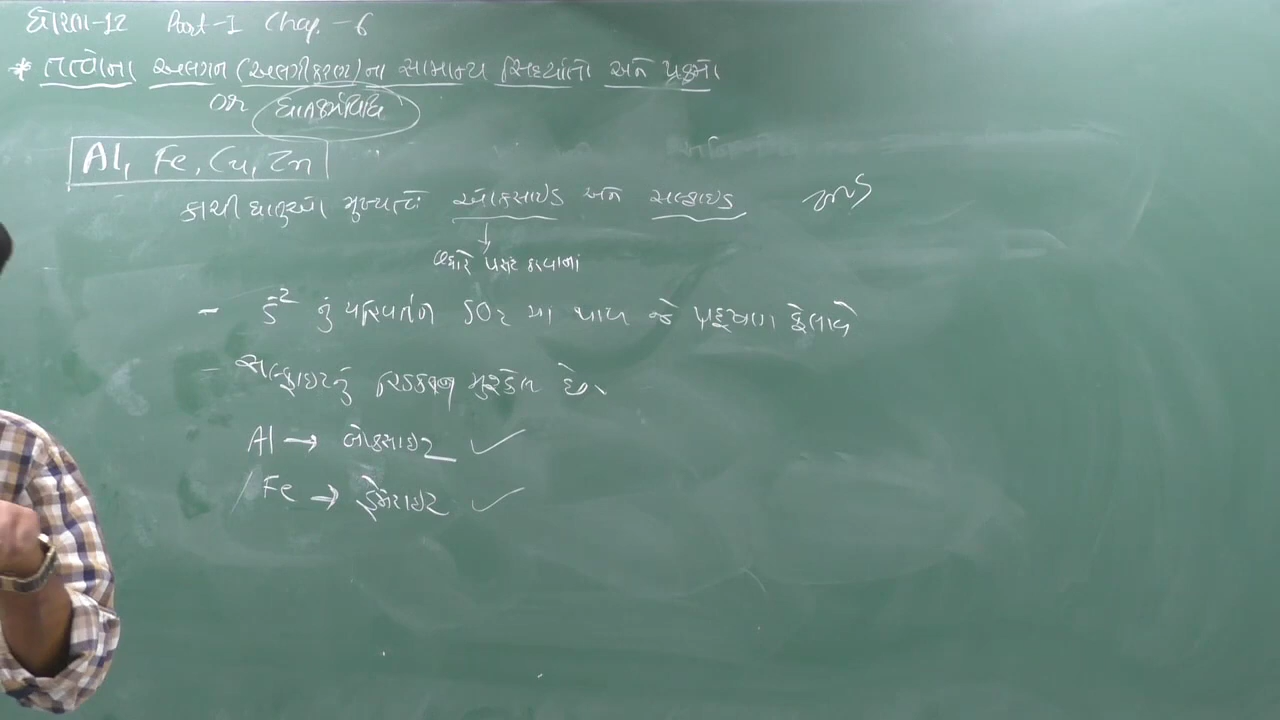 ધોરણ-12 Part-I Chap-6
* તત્વોના અલગન (અલગીકરણ)ના સામાન્ય સિદ્ધાંતો અને પ્રક્રમો
or ધાતુકર્મવિધિ
Al, Fe, Cu, Zn
કાચી ધાતુઓ મુખ્યત્વે ઓક્સાઇડ અને સલ્ફાઇડ
↓
વધારે પસંદ કરવામાં
- નું પરિવર્તન SO2 માં થાય જે પ્રદૂષણ ફેલાવે
- સલ્ફાઇડનું રિડક્શન મુશ્કેલ છે.
Al → બોક્સાઇટ ✓
Fe → હેમેટાઇટ ✓